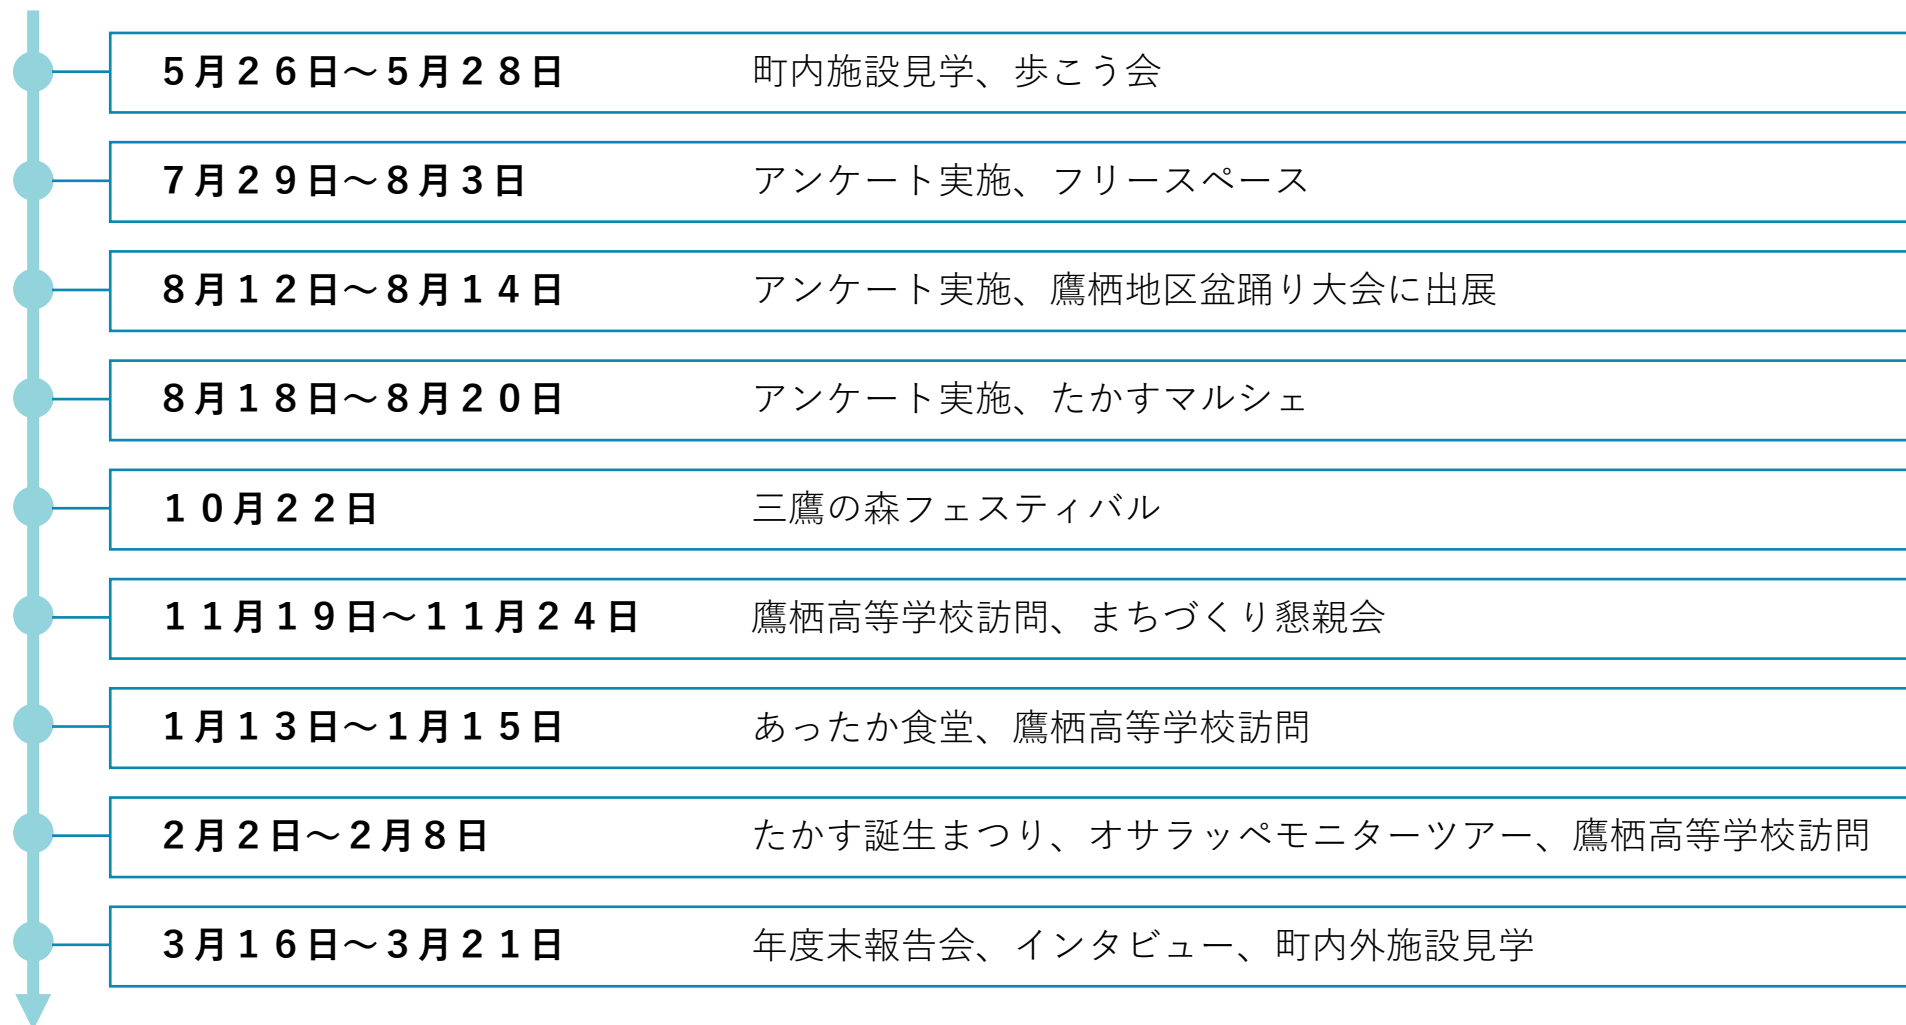 ５月２６日～５月２８日 町内施設見学、歩こう会
７月２９日～８月３日 アンケート実施、フリースペース
８月１２日～８月１４日 アンケート実施、鷹栖地区盆踊り大会に出展
８月１８日～８月２０日 アンケート実施、たかすマルシェ
１０月２２日 三鷹の森フェスティバル
１１月１９日～１１月２４日 鷹栖高等学校訪問、まちづくり懇親会
１月１３日～１月１５日 あったか食堂、鷹栖高等学校訪問
２月２日～２月８日 たかす誕生まつり、オサラッペモニターツアー、鷹栖高等学校訪問
３月１６日～３月２１日 年度末報告会、インタビュー、町内外施設見学